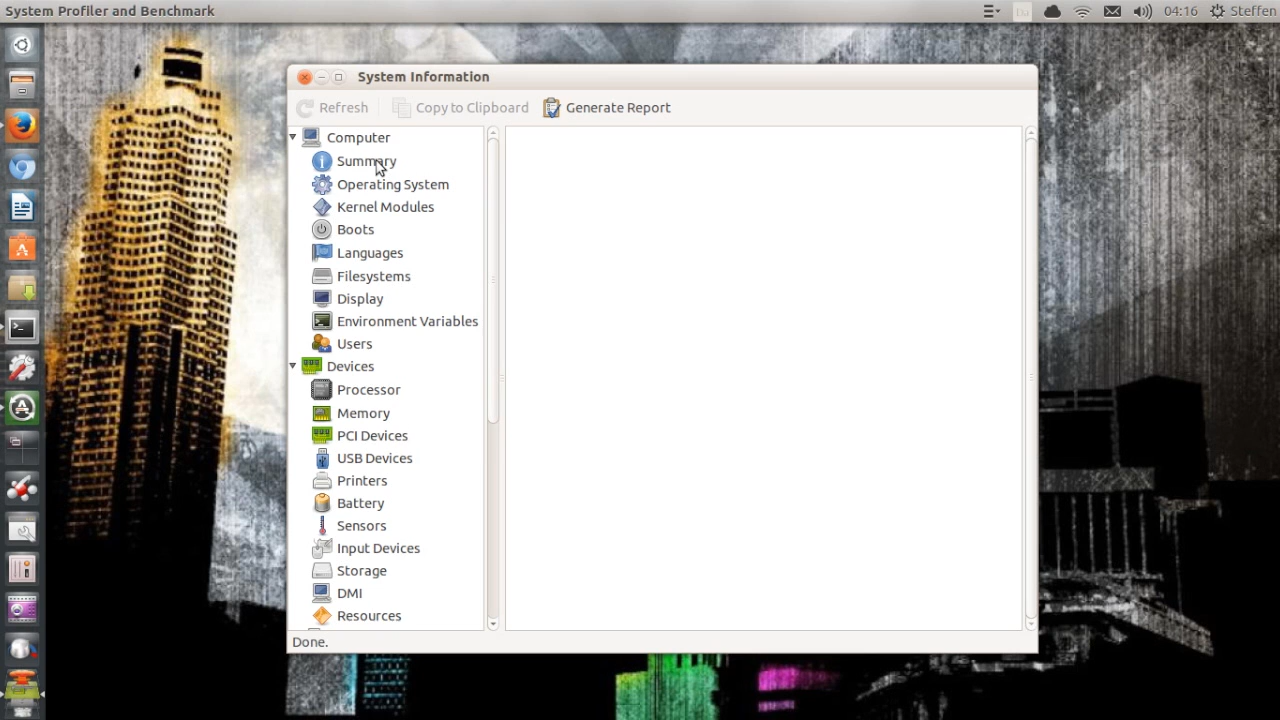 System Profiler and Benchmark
04:16 Steffen
System Information
Refresh Copy to Clipboard Generate Report
Computer
Summary
Operating System
Kernel Modules
Boots
Languages
Filesystems
Display
Environment Variables
Users
Devices
Processor
Memory
PCI Devices
USB Devices
Printers
Battery
Sensors
Input Devices
Storage
DMI
Resources
Done.